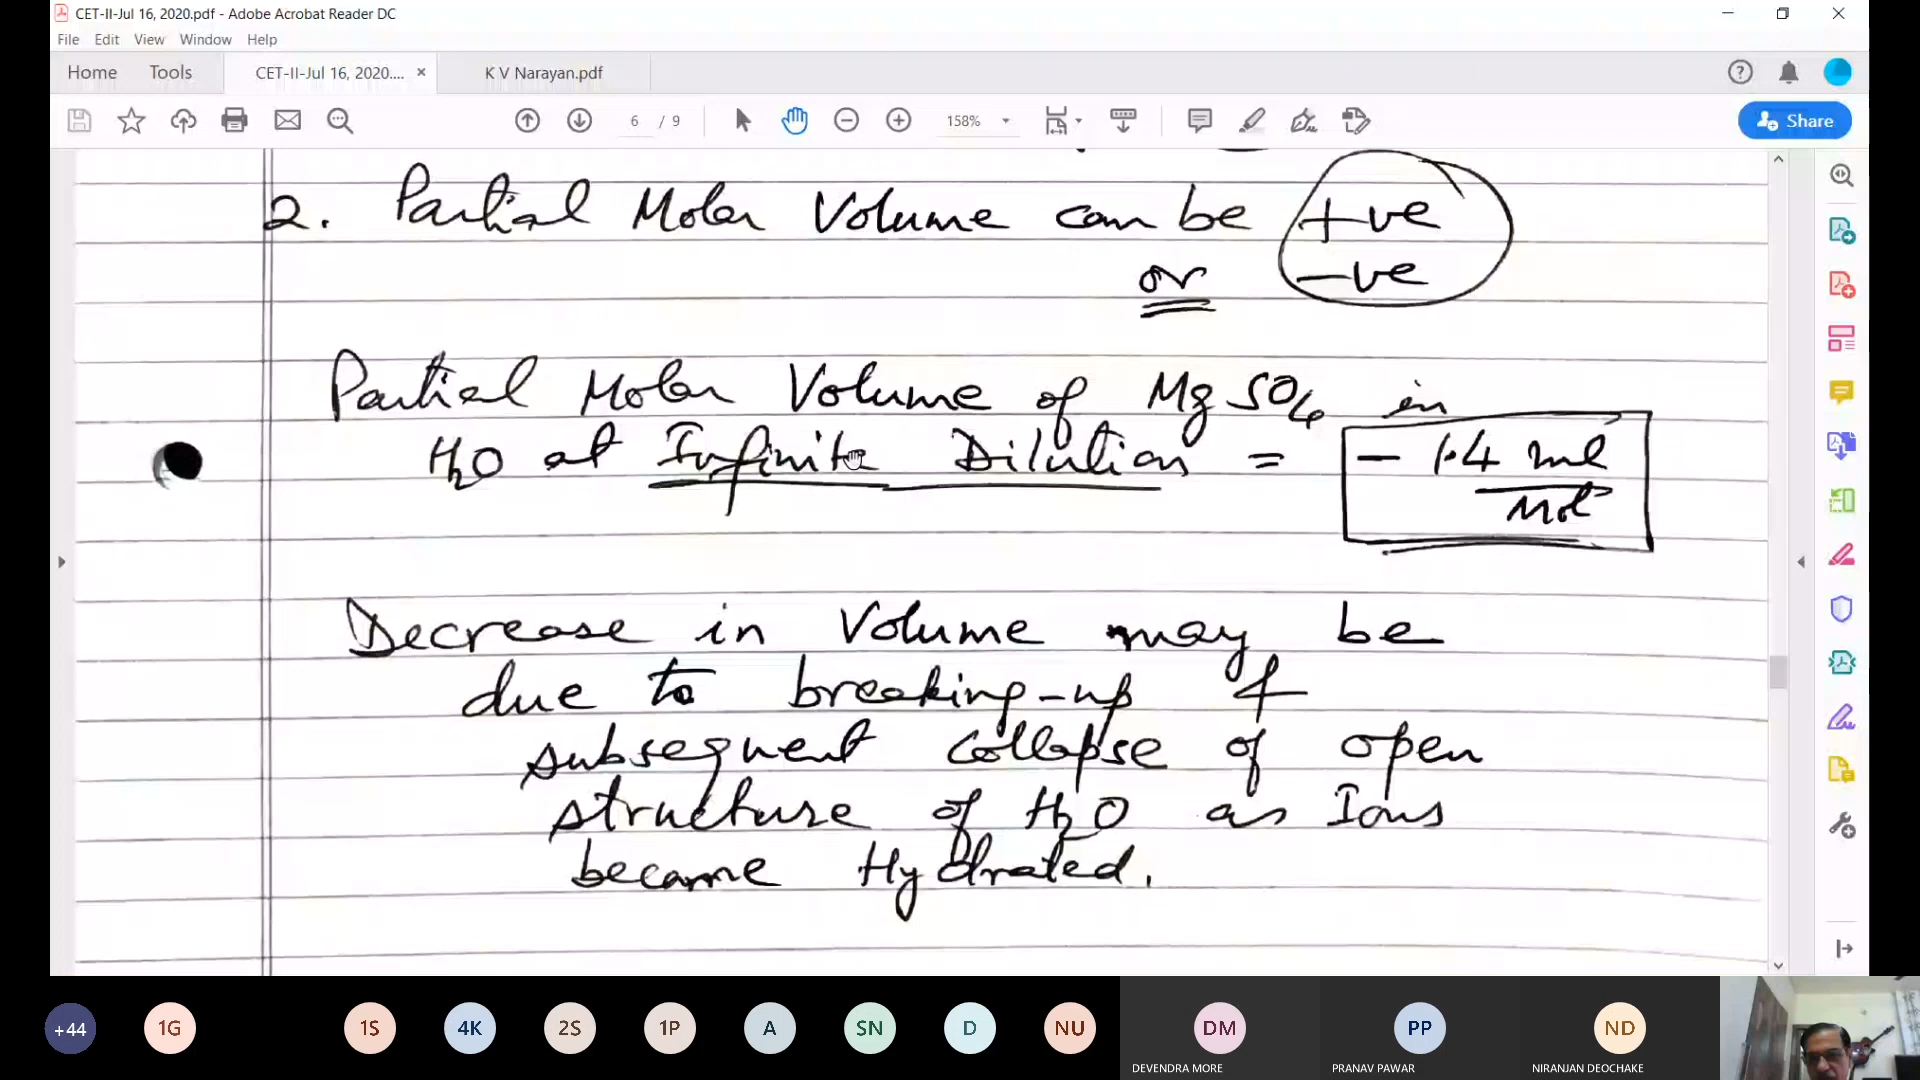 CET-II-Jul 16, 2020.pdf - Adobe Acrobat Reader DC
File Edit View Window Help
Home Tools CET-II-Jul 16, 2020.... × K V Narayan.pdf
6 / 9 158% Share
2. Partial Molar Volume can be +ve
or -ve
Partial Molar Volume of MgSO4 in
H2O at Infinite Dilution = - 1.4 ml
Mol
Decrease in Volume may be
due to breaking-up &
subsequent collapse of open
structure of H2O as Ions
became Hydrated.
+44 1G 1S 4K 2S 1P A SN D NU DM PP ND
DEVENDRA MORE PRANAV PAWAR NIRANJAN DEOCHAKE